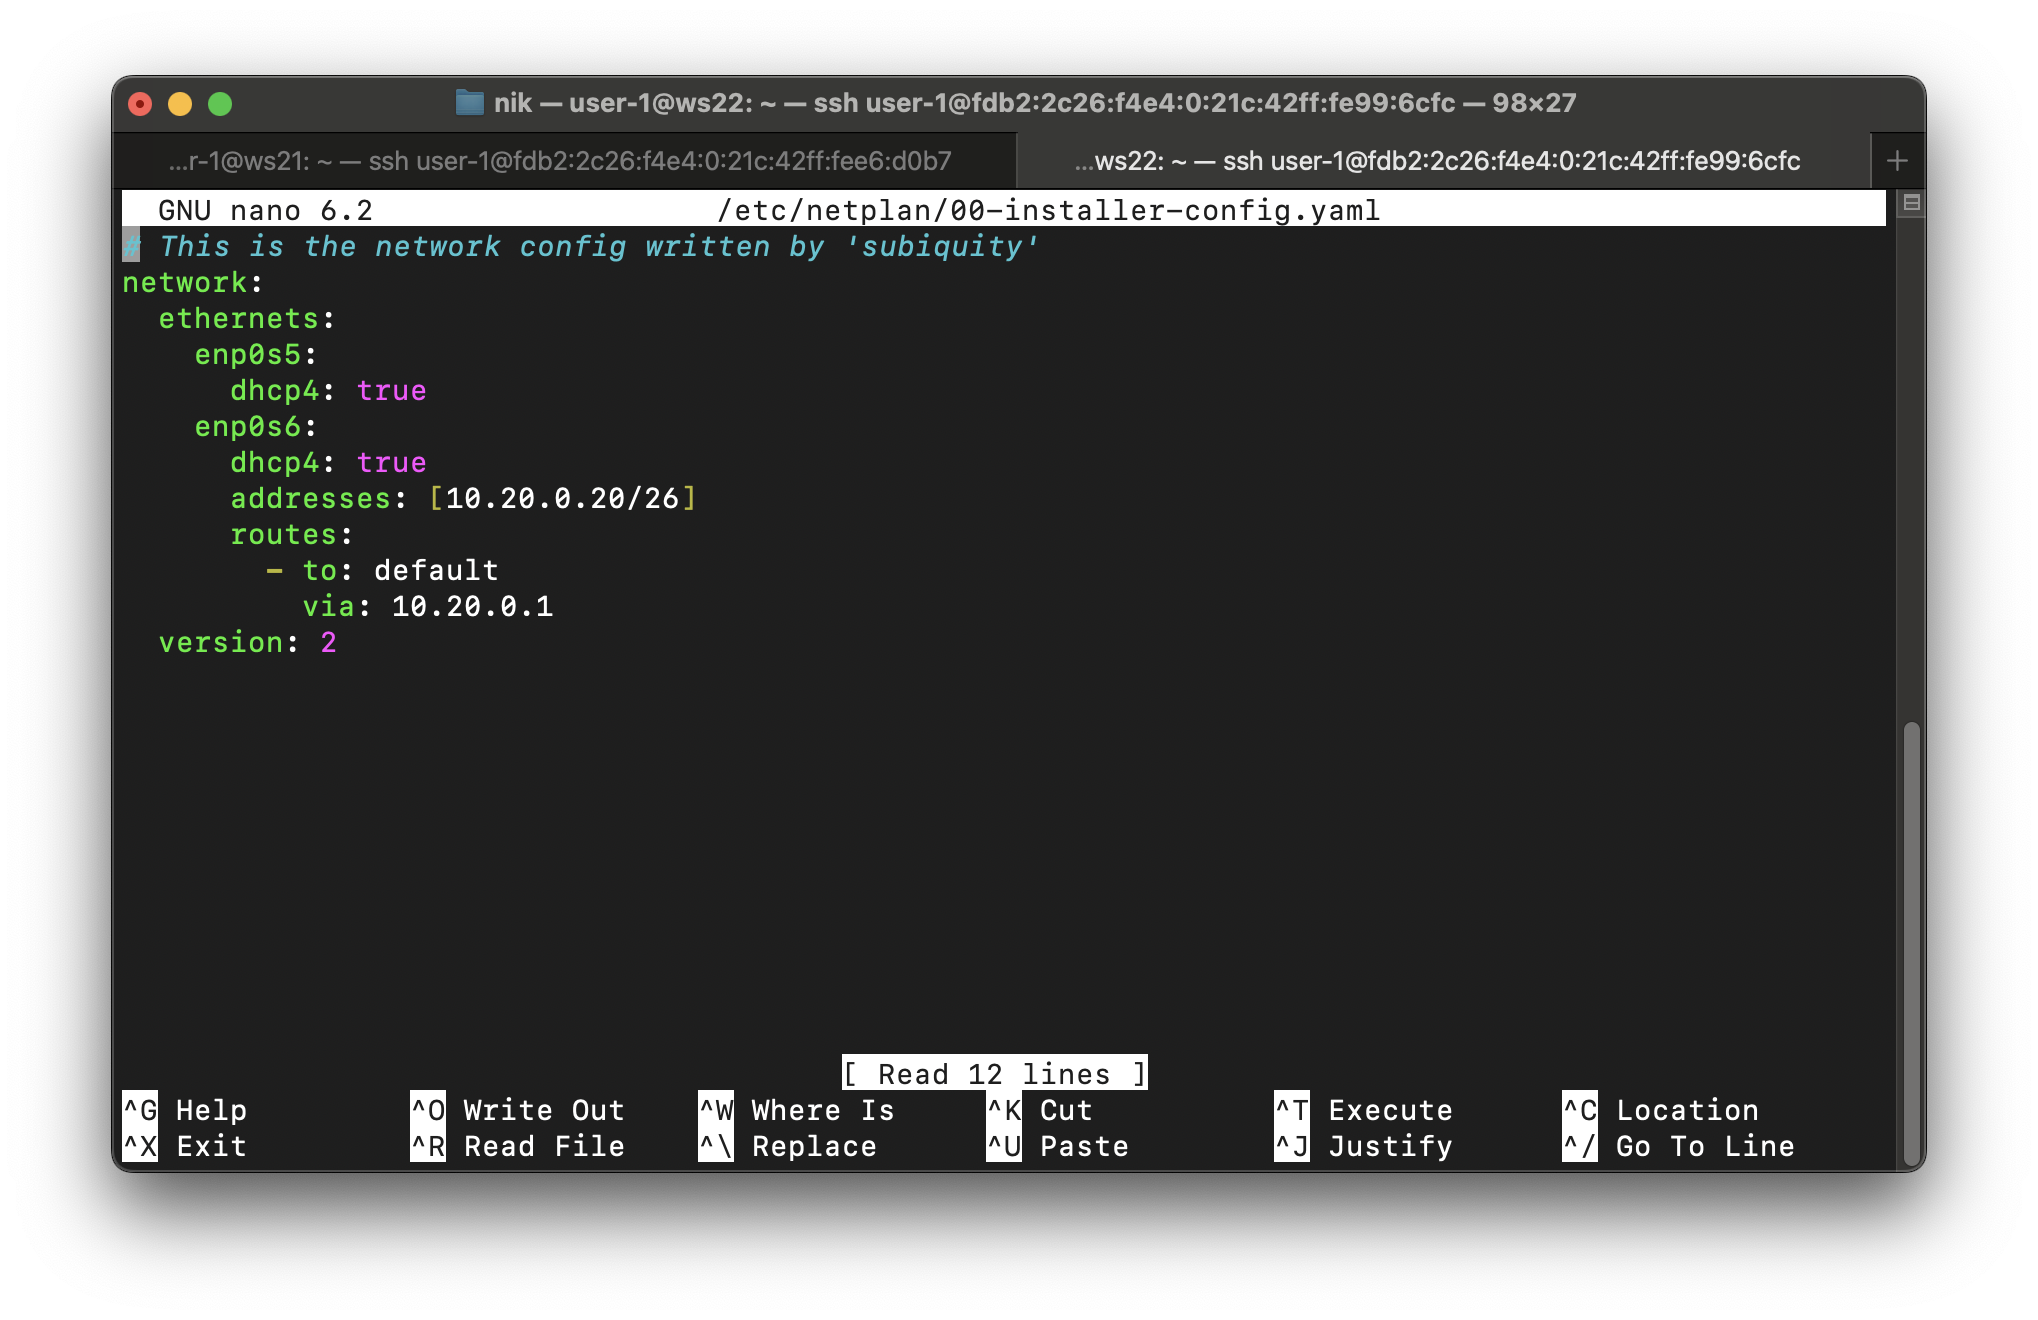 nik — user-1@ws22: ~ — ssh user-1@fdb2:2c26:f4e4:0:21c:42ff:fe99:6cfc — 98×27
...r-1@ws21: ~ — ssh user-1@fdb2:2c26:f4e4:0:21c:42ff:fee6:d0b7
...ws22: ~ — ssh user-1@fdb2:2c26:f4e4:0:21c:42ff:fe99:6cfc
GNU nano 6.2 /etc/netplan/00-installer-config.yaml
# This is the network config written by 'subiquity'
network:
  ethernets:
    enp0s5:
      dhcp4: true
    enp0s6:
      dhcp4: true
      addresses: [10.20.0.20/26]
      routes:
        - to: default
          via: 10.20.0.1
  version: 2
[ Read 12 lines ]
^G Help ^O Write Out ^W Where Is ^K Cut ^T Execute ^C Location
^X Exit ^R Read File ^\ Replace ^U Paste ^J Justify ^/ Go To Line